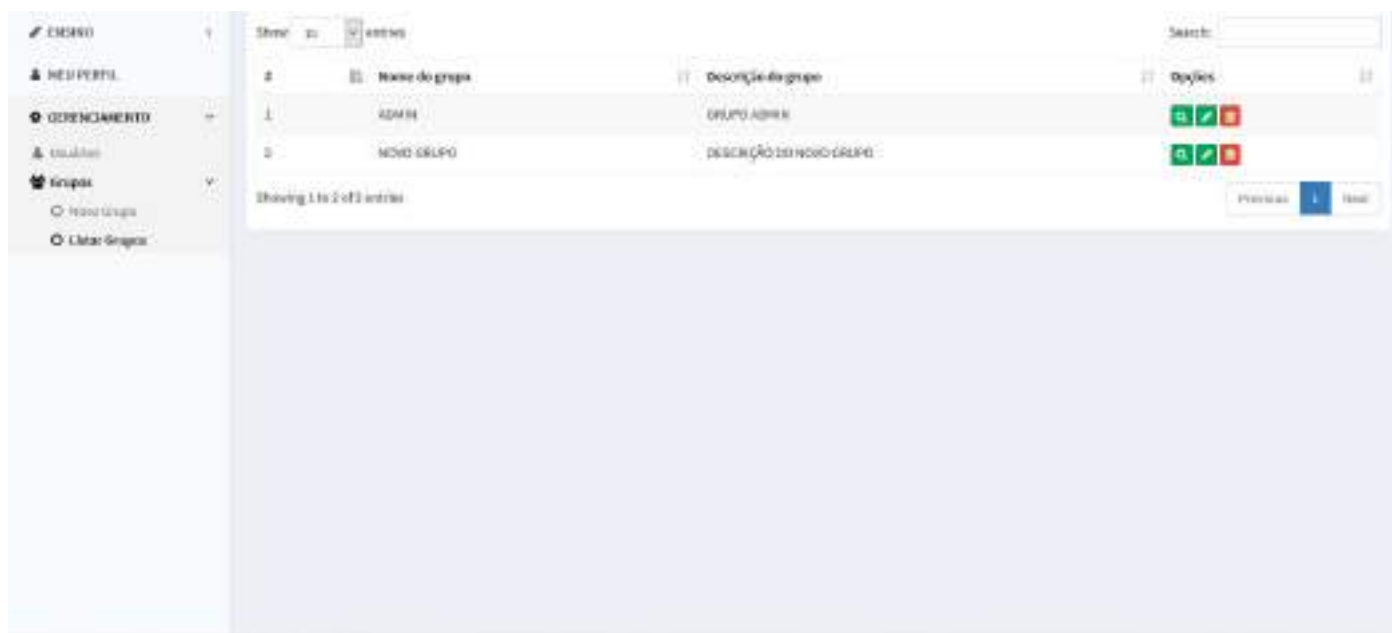 ENSINO
MEU PERFIL
GERENCIAMENTO
Usuários
Grupos
Novo Grupo
Listar Grupos
Show 10 entries
Search:
# Nome do grupo Descrição do grupo Opções
1 ADMIN GRUPO ADMIN
2 NOVO GRUPO DESCRIÇÃO DO NOVO GRUPO
Showing 1 to 2 of 2 entries
Previous 1 Next